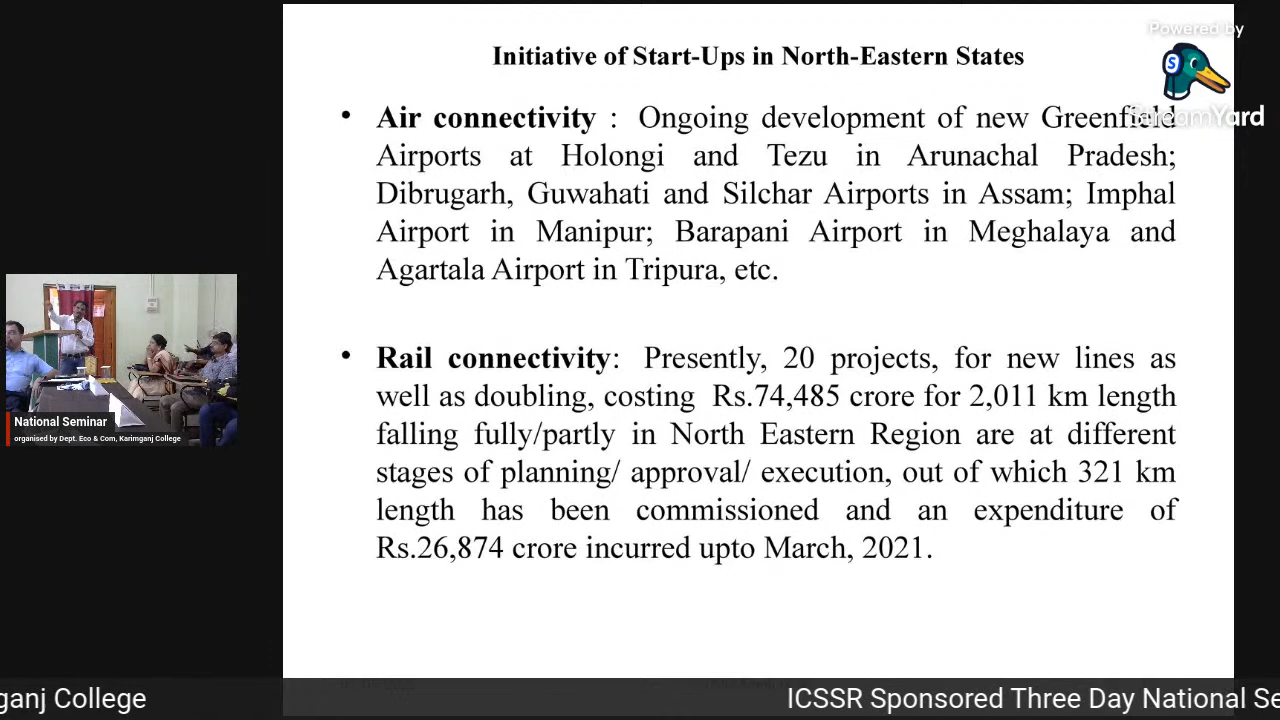 Powered by
StreamYard
Initiative of Start-Ups in North-Eastern States
• Air connectivity : Ongoing development of new Greenfield
Airports at Holongi and Tezu in Arunachal Pradesh;
Dibrugarh, Guwahati and Silchar Airports in Assam; Imphal
Airport in Manipur; Barapani Airport in Meghalaya and
Agartala Airport in Tripura, etc.
• Rail connectivity: Presently, 20 projects, for new lines as
well as doubling, costing Rs.74,485 crore for 2,011 km length
falling fully/partly in North Eastern Region are at different
stages of planning/ approval/ execution, out of which 321 km
length has been commissioned and an expenditure of
Rs.26,874 crore incurred upto March, 2021.
National Seminar
organised by Dept. Eco & Com, Karimganj College
ganj College
ICSSR Sponsored Three Day National Se